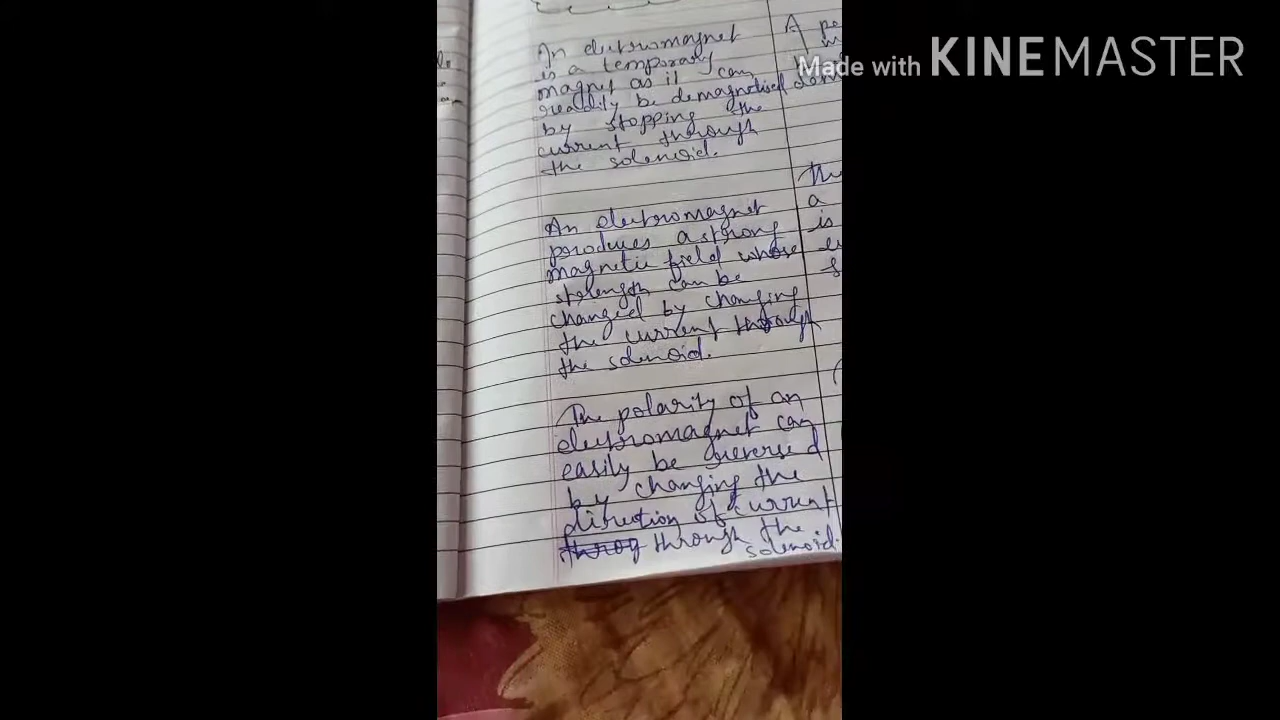 An electromagnet
is a temporary
magnet as it can
readily be demagnetised
by stopping the
current through
the solenoid.
An electromagnet
produces a strong
magnetic field whose
strength can be
changed by changing
the current through
the solenoid.
The polarity of an
electromagnet can
easily be reversed
by changing the
direction of current
through the
solenoid.
A
a
is
Made with KINEMASTER